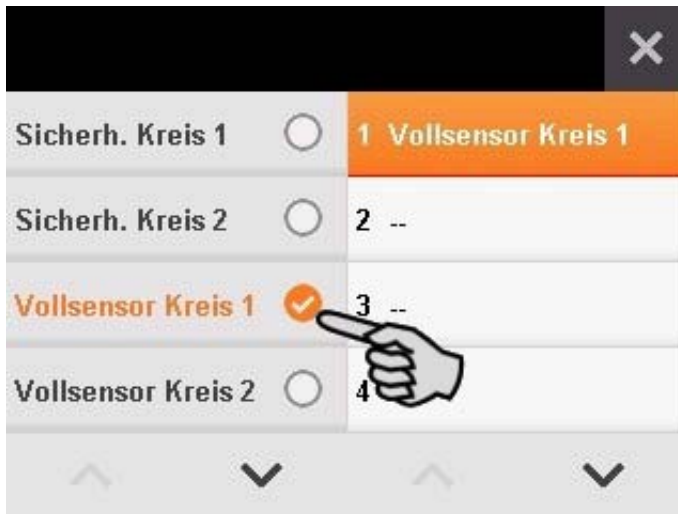 Sicherh. Kreis 1
1 Vollsensor Kreis 1
Sicherh. Kreis 2
2 --
Vollsensor Kreis 1
3 --
Vollsensor Kreis 2
4